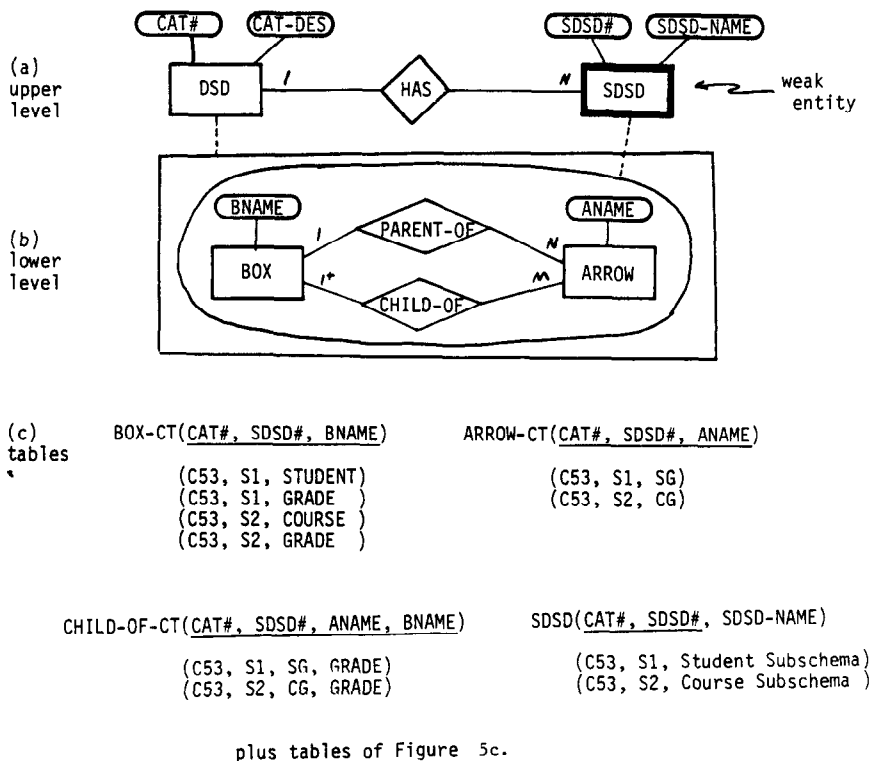 CAT# CAT-DES SDSD# SDSD-NAME
(a)
upper
level
DSD 1 HAS N SDSD
weak
entity
BNAME ANAME
(b)
lower
level
1 PARENT-OF N
BOX ARROW
1+ CHILD-OF M
(c)
tables
BOX-CT(CAT#, SDSD#, BNAME)
(C53, S1, STUDENT)
(C53, S1, GRADE )
(C53, S2, COURSE )
(C53, S2, GRADE )
ARROW-CT(CAT#, SDSD#, ANAME)
(C53, S1, SG)
(C53, S2, CG)
CHILD-OF-CT(CAT#, SDSD#, ANAME, BNAME)
(C53, S1, SG, GRADE)
(C53, S2, CG, GRADE)
SDSD(CAT#, SDSD#, SDSD-NAME)
(C53, S1, Student Subschema)
(C53, S2, Course Subschema )
plus tables of Figure 5c.